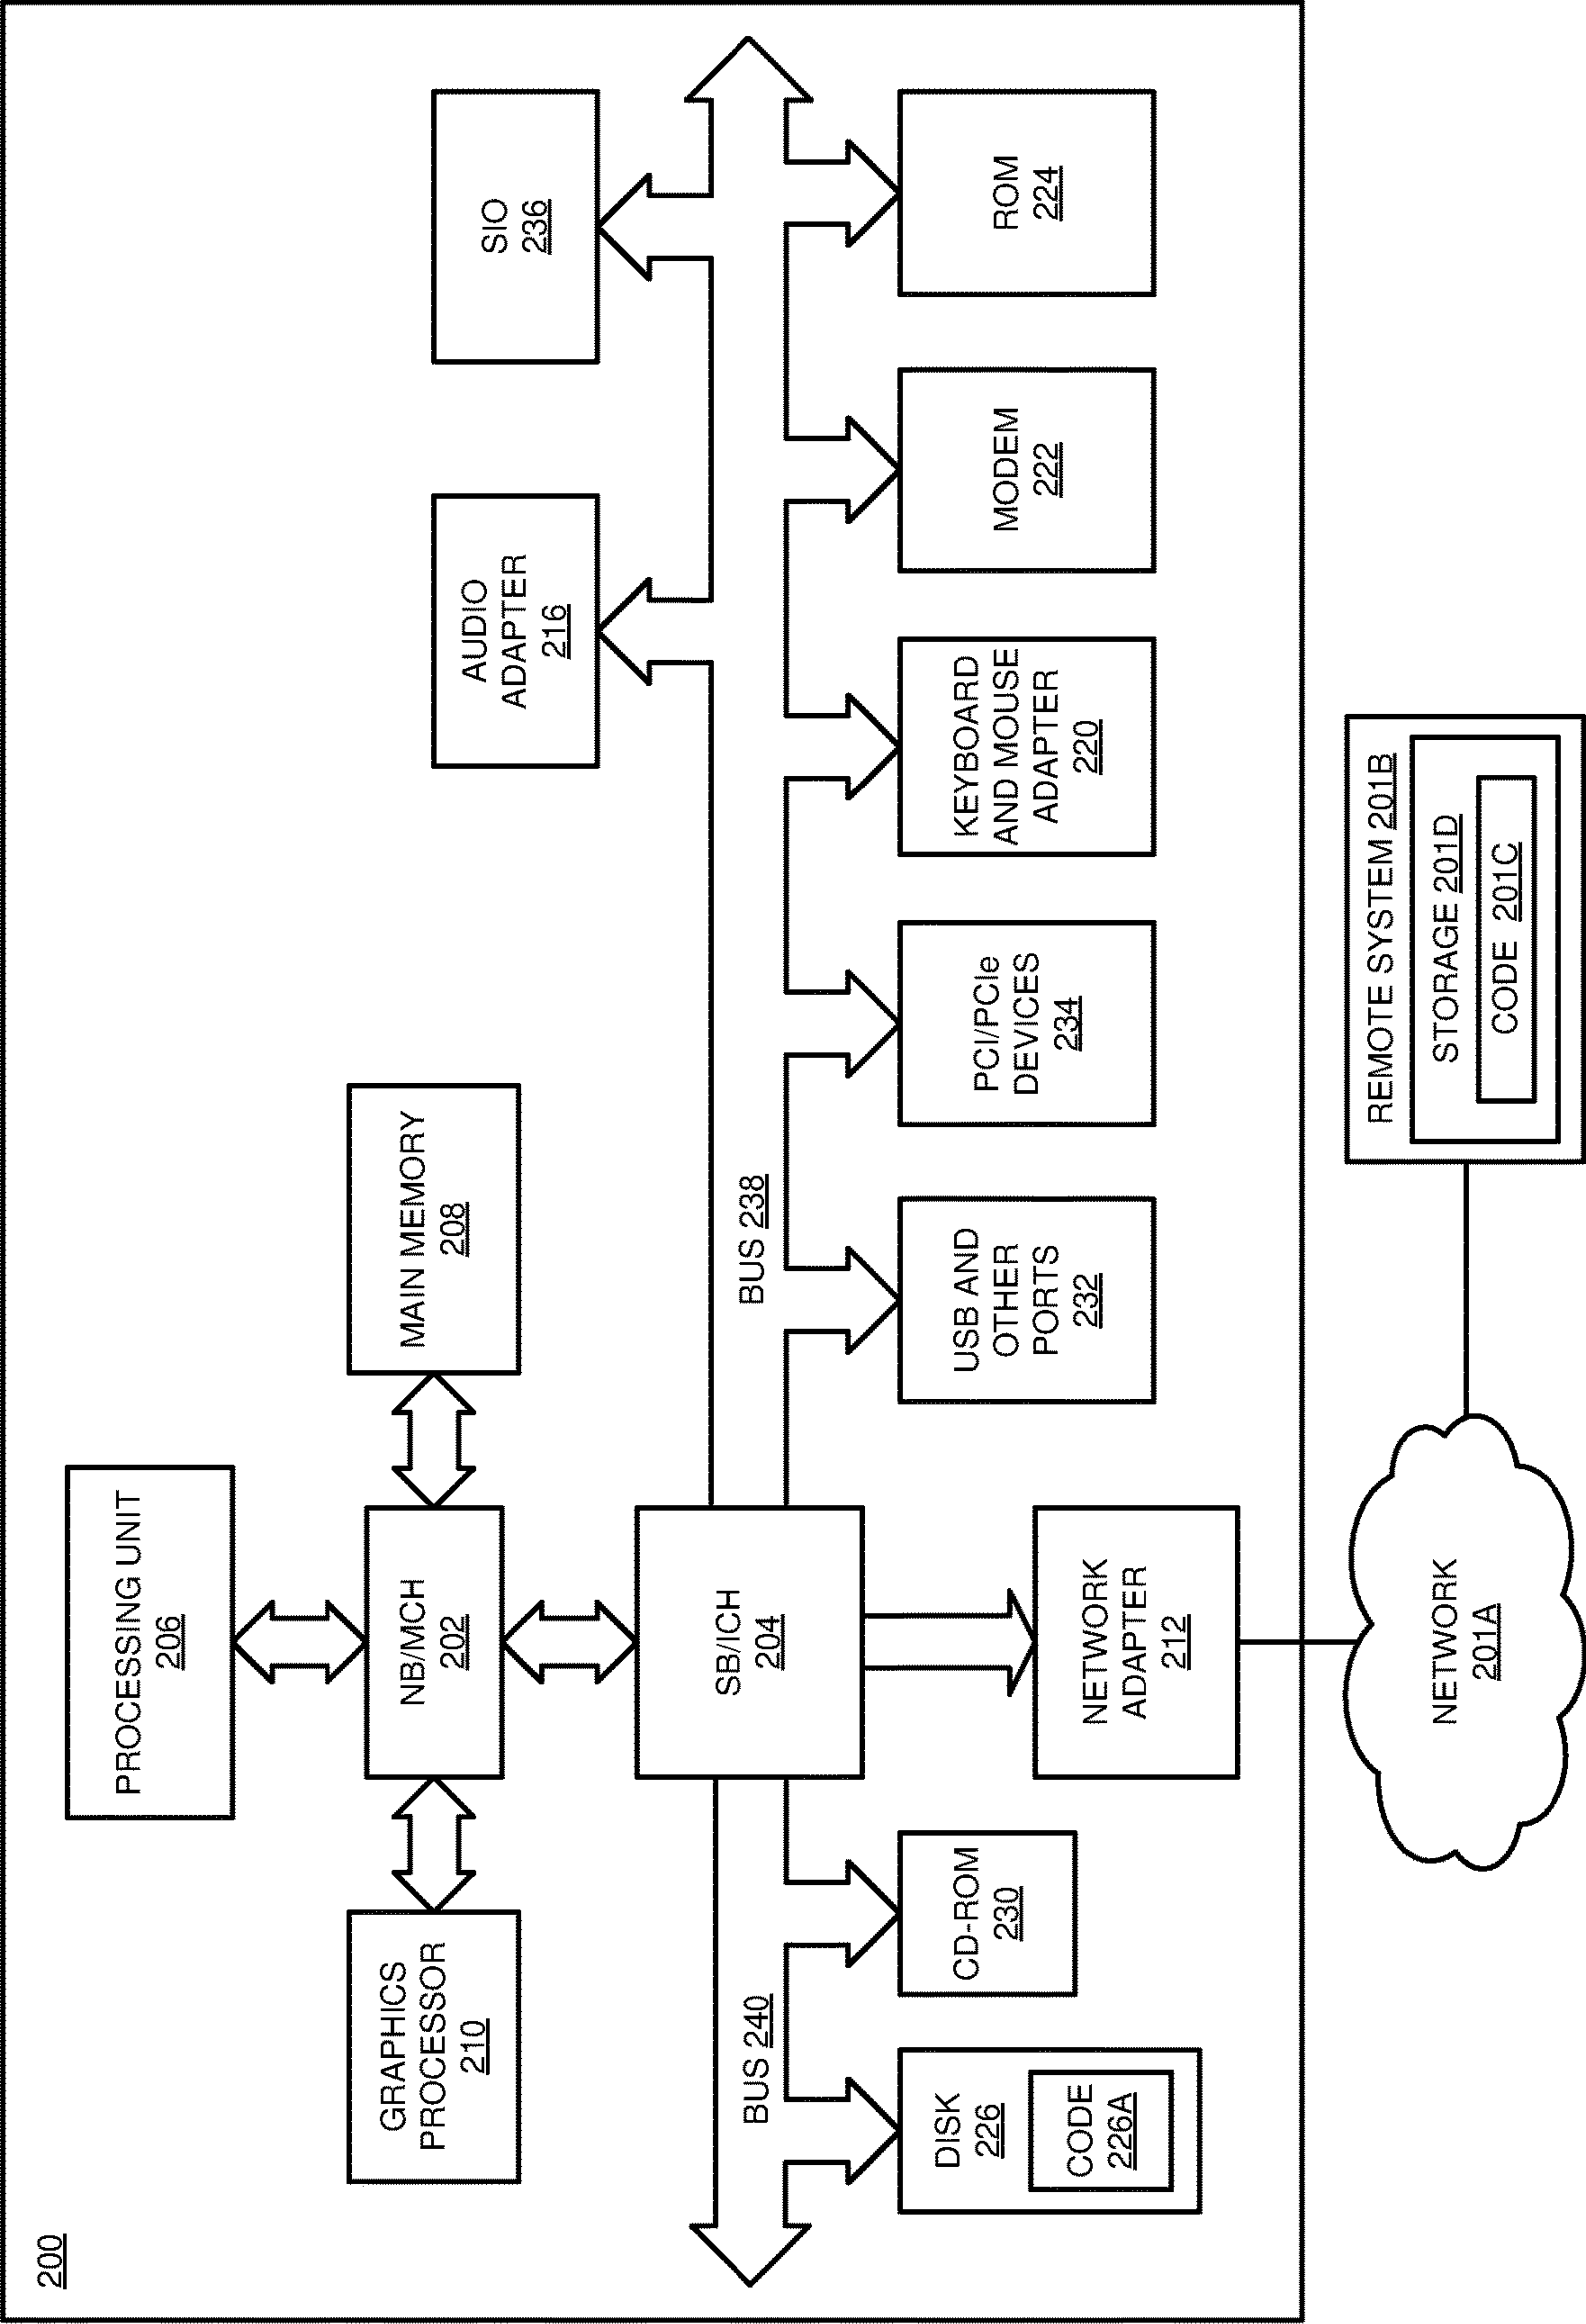 200
PROCESSING UNIT
206
GRAPHICS
PROCESSOR
210
NB/MCH
202
MAIN MEMORY
208
AUDIO
ADAPTER
216
SIO
236
SB/ICH
204
BUS 240
BUS 238
DISK
226
CODE
226A
CD-ROM
230
NETWORK
ADAPTER
212
USB AND
OTHER
PORTS
232
PCI/PCIe
DEVICES
234
KEYBOARD
AND MOUSE
ADAPTER
220
MODEM
222
ROM
224
NETWORK
201A
REMOTE SYSTEM 201B
STORAGE 201D
CODE 201C